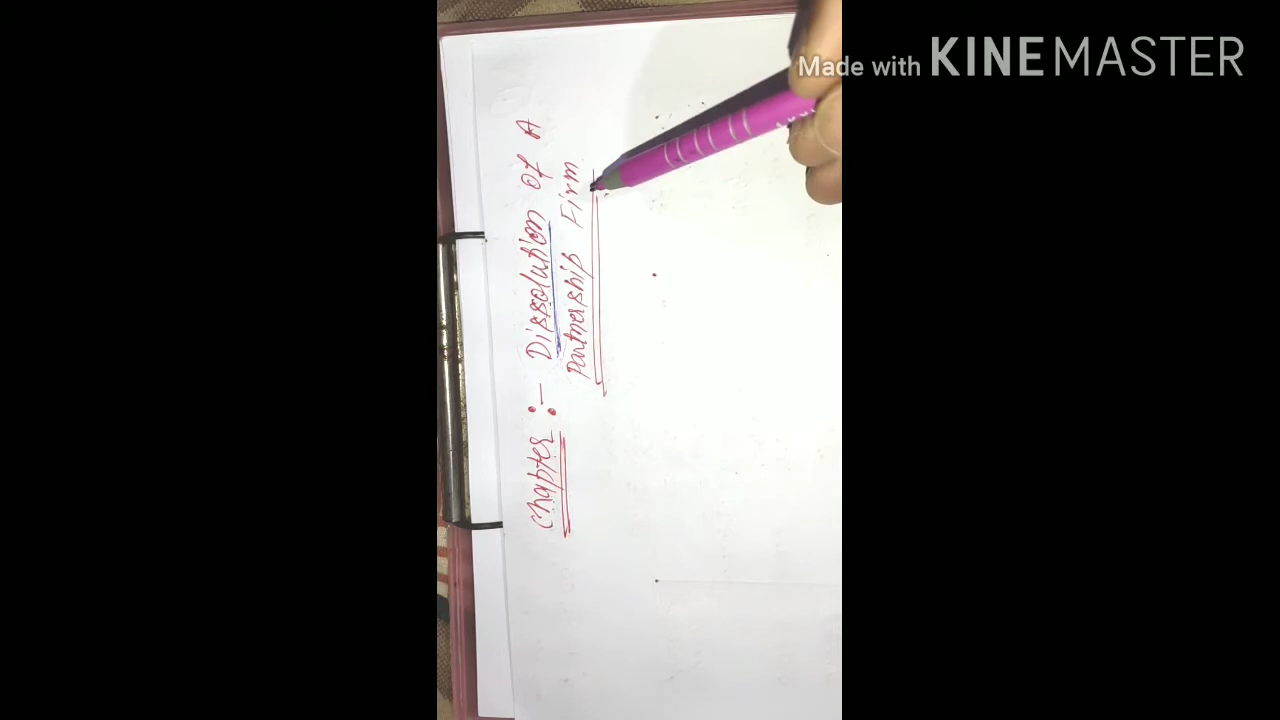 Made with KINEMASTER
Chapter :- Dissolution Of A
Partnership Firm